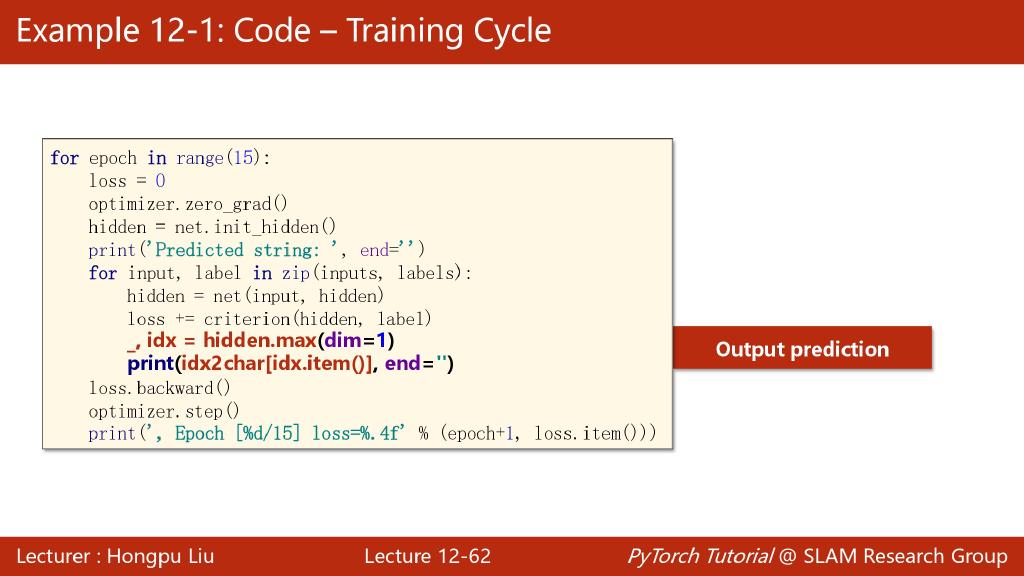 Example 12-1: Code – Training Cycle
for epoch in range(15):
    loss = 0
    optimizer.zero_grad()
    hidden = net.init_hidden()
    print('Predicted string: ', end='')
    for input, label in zip(inputs, labels):
        hidden = net(input, hidden)
        loss += criterion(hidden, label)
        _, idx = hidden.max(dim=1)
        print(idx2char[idx.item()], end='')
    loss.backward()
    optimizer.step()
    print(', Epoch [%d/15] loss=%.4f' % (epoch+1, loss.item()))
Output prediction
Lecturer : Hongpu Liu
Lecture 12-62
PyTorch Tutorial @ SLAM Research Group